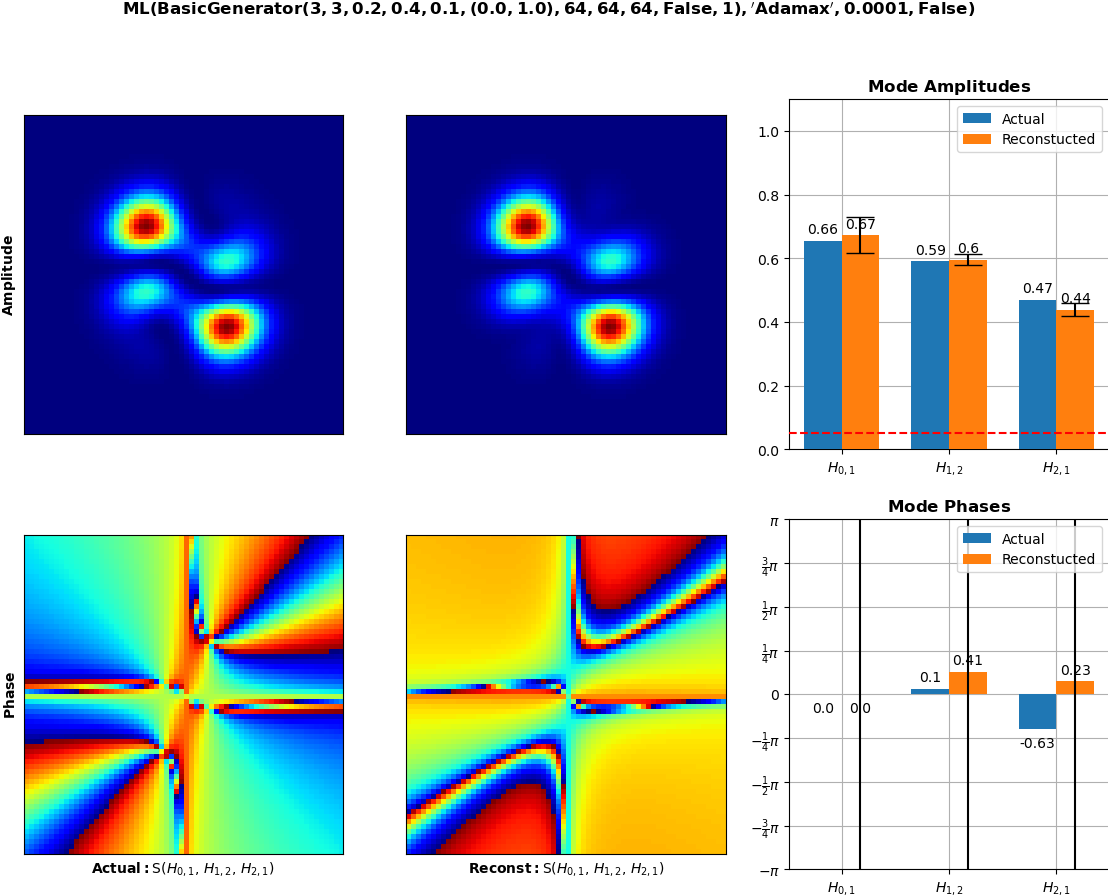 ML(BasicGenerator(3, 3, 0.2, 0.4, 0.1, (0.0, 1.0), 64, 64, 64, False, 1), ′Adamax′, 0.0001, False)
Amplitude
Mode Amplitudes
Actual
Reconstucted
1.0
0.8
0.6
0.4
0.2
0.0
0.66
0.67
0.59
0.6
0.47
0.44
H0,1
H1,2
H2,1
Phase
Actual: S(H0,1, H1,2, H2,1)
Reconst: S(H0,1, H1,2, H2,1)
Mode Phases
Actual
Reconstucted
π
3/4π
1/2π
1/4π
0
−1/4π
−1/2π
−3/4π
−π
0.0
0.0
0.1
0.41
-0.63
0.23
H0,1
H1,2
H2,1